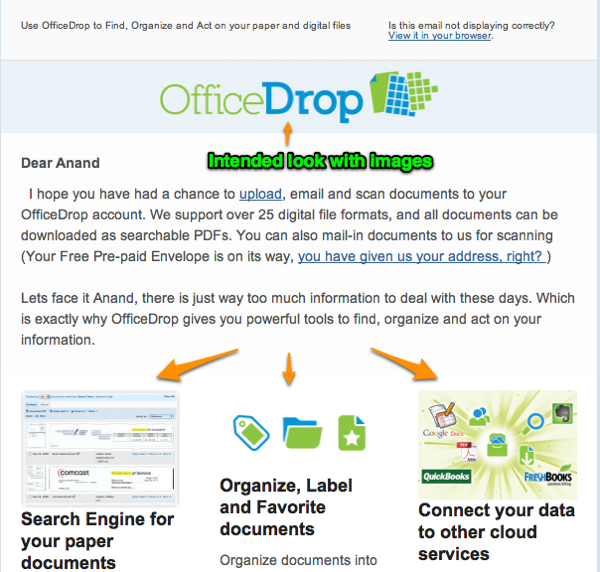 Use OfficeDrop to Find, Organize and Act on your paper and digital files
Is this email not displaying correctly?
View it in your browser.
OfficeDrop
Intended look with images
Dear Anand
I hope you have had a chance to upload, email and scan documents to your
OfficeDrop account. We support over 25 digital file formats, and all documents can be
downloaded as searchable PDFs. You can also mail-in documents to us for scanning
(Your Free Pre-paid Envelope is on its way, you have given us your address, right? )
Lets face it Anand, there is just way too much information to deal with these days. Which
is exactly why OfficeDrop gives you powerful tools to find, organize and act on your
information.
comcast
Search Engine for
your paper
documents
Organize, Label
and Favorite
documents
Organize documents into
Google Docs
PDF
QuickBooks
FRESHBOOKS
Connect your data
to other cloud
services